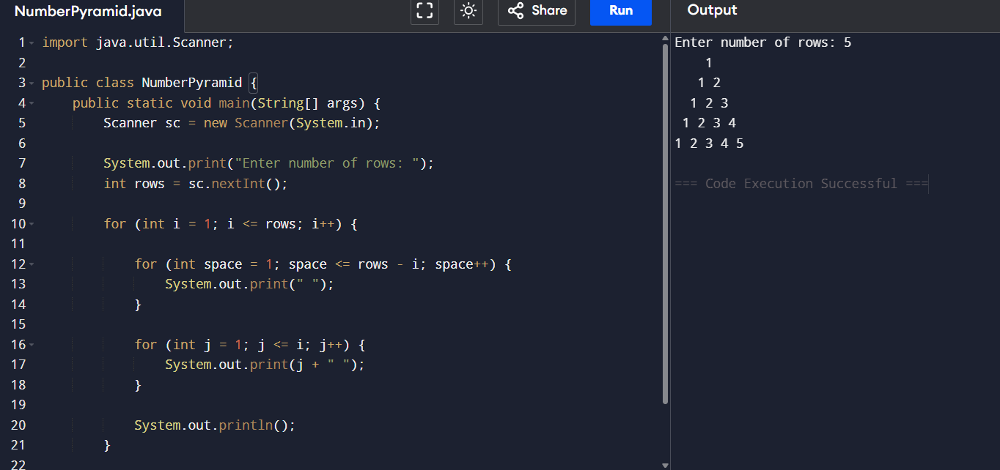 NumberPyramid.java
Share
Run
Output
1 import java.util.Scanner;
2
3 public class NumberPyramid {
4     public static void main(String[] args) {
5         Scanner sc = new Scanner(System.in);
6
7         System.out.print("Enter number of rows: ");
8         int rows = sc.nextInt();
9
10         for (int i = 1; i <= rows; i++) {
11
12             for (int space = 1; space <= rows - i; space++) {
13                 System.out.print(" ");
14             }
15
16             for (int j = 1; j <= i; j++) {
17                 System.out.print(j + " ");
18             }
19
20             System.out.println();
21         }
22
Enter number of rows: 5
    1
   1 2
  1 2 3
 1 2 3 4
1 2 3 4 5
=== Code Execution Successful ===